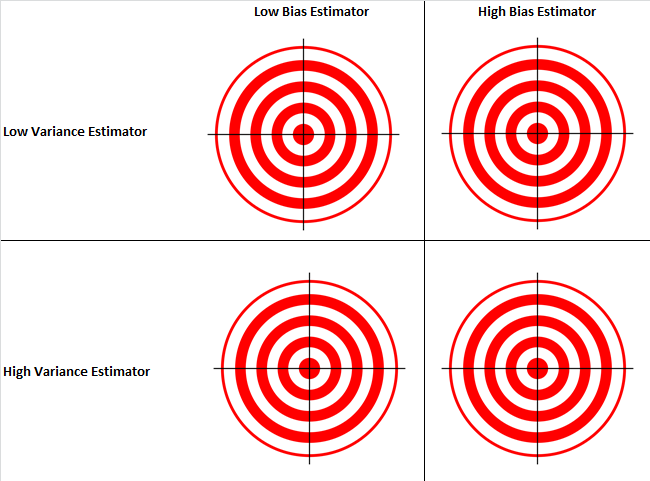 Low Bias Estimator
High Bias Estimator
Low Variance Estimator
High Variance Estimator